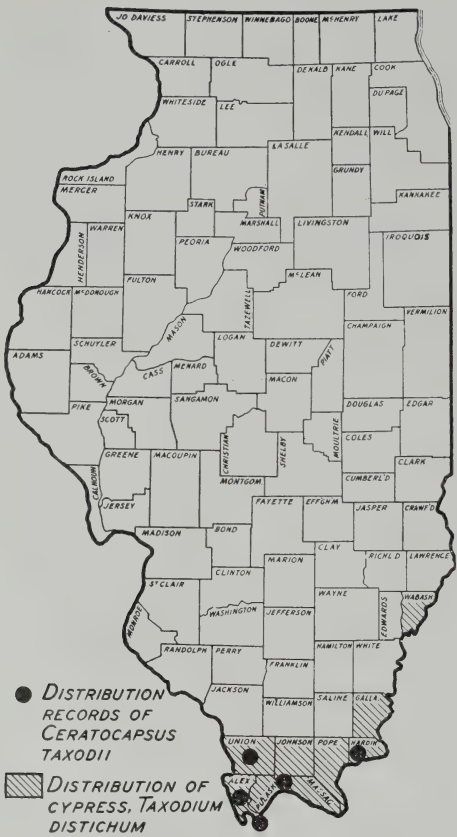 JO DAVIESS
STEPHENSON
WINNEBAGO
BOONE
McHENRY
LAKE
CARROLL
OGLE
DEKALB
KANE
COOK
DU PAGE
WHITESIDE
LEE
KENDALL
WILL
LASALLE
HENRY
BUREAU
GRUNDY
ROCK ISLAND
MERCER
KANKAKEE
STARK
PUTNAM
KNOX
MARSHALL
LIVINGSTON
WARREN
HENDERSON
PEORIA
WOODFORD
IROQUOIS
McLEAN
FULTON
TAZEWELL
FORD
HANCOCK
McDONOUGH
VERMILION
MASON
CHAMPAIGN
LOGAN
DEWITT
PIATT
SCHUYLER
ADAMS
MENARD
CASS
BROWN
MACON
SANGAMON
MORGAN
PIKE
DOUGLAS
EDGAR
SCOTT
CHRISTIAN
MOULTRIE
COLES
SHELBY
GREENE
MACOUPIN
CLARK
CALHOUN
MONTGOM
CUMBERL'D
JERSEY
FAYETTE
EFFG'H'M
JASPER
CRAWF'D
MADISON
BOND
CLAY
MARION
RICHL'D
LAWRENCE
CLINTON
ST CLAIR
WAYNE
WABASH
EDWARDS
MONROE
WASHINGTON
JEFFERSON
RANDOLPH
PERRY
HAMILTON
WHITE
FRANKLIN
JACKSON
WILLIAMSON
SALINE
GALLA.
UNION
JOHNSON
POPE
HARDIN
ALEX
PULASK
MASSAC
DISTRIBUTION
RECORDS OF
CERATOCAPSUS
TAXODII
DISTRIBUTION OF
CYPRESS, TAXODIUM
DISTICHUM